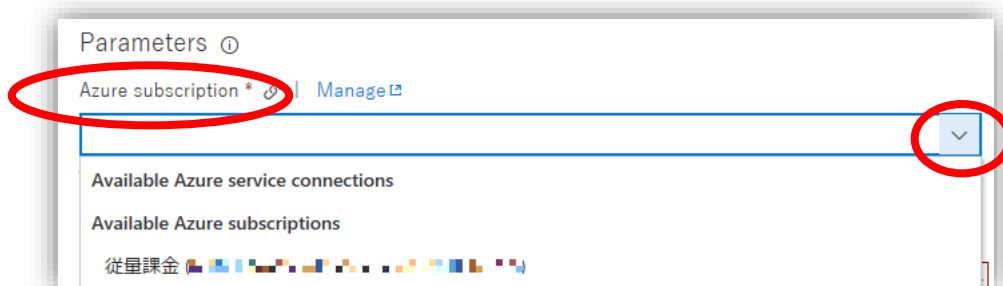 Parameters
Azure subscription * | Manage
Available Azure service connections
Available Azure subscriptions
従量課金 (